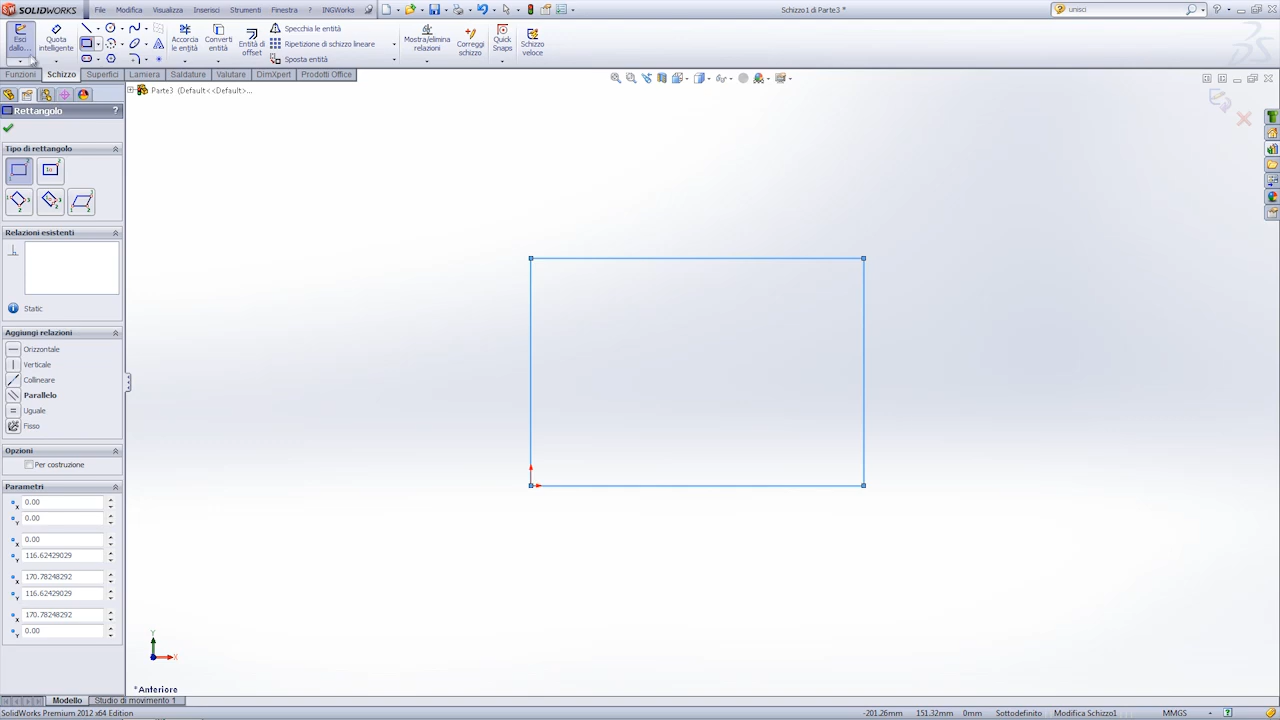 SOLIDWORKS
File Modifica Visualizza Inserisci Strumenti Finestra ? INGWorks
Schizzo1 di Parte3 *
unisci
Esci dallo...
Quota intelligente
Accorcia le entità
Converti entità
Entità di offset
Specchia le entità
Ripetizione di schizzo lineare
Sposta entità
Mostra/elimina relazioni
Correggi schizzo
Quick Snaps
Schizzo veloce
Funzioni Schizzo Superfici Lamiera Saldature Valutare DimXpert Prodotti Office
Parte3 (Default<<Default>...
Rettangolo ?
Tipo di rettangolo
Relazioni esistenti
Static
Aggiungi relazioni
Orizzontale
Verticale
Collineare
Parallelo
Uguale
Fisso
Opzioni
Per costruzione
Parametri
0.00
0.00
0.00
116.62429029
170.78248292
116.62429029
170.78248292
0.00
Y
X
*Anteriore
Modello Studio di movimento 1
SolidWorks Premium 2012 x64 Edition
-201.26mm 151.32mm 0mm Sottodefinito Modifica Schizzo1 MMGS